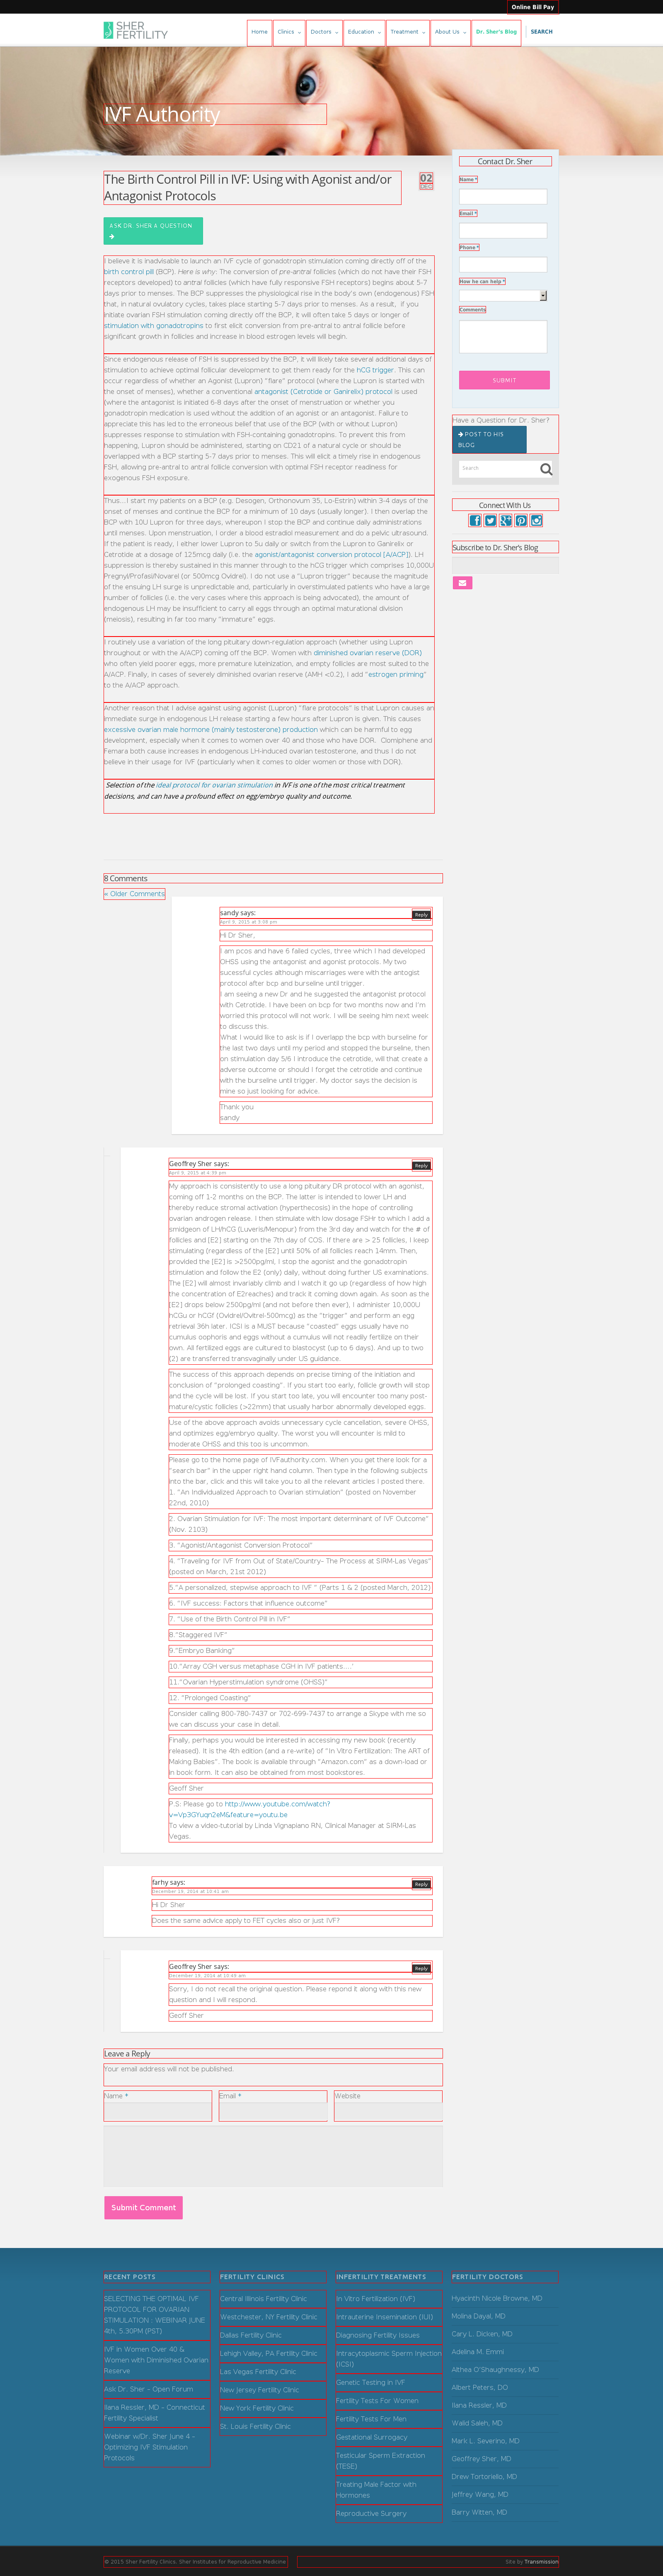 Online Bill Pay
SHER
FERTILITY
Home
Clinics
Doctors
Education
Treatment
About Us
Dr. Sher's Blog
SEARCH
IVF Authority
The Birth Control Pill in IVF: Using with Agonist and/or
Antagonist Protocols
02
DEC
ASK DR. SHER A QUESTION
I believe it is inadvisable to launch an IVF cycle of gonadotropin stimulation coming directly off of the
birth control pill (BCP). Here is why: The conversion of pre-antral follicles (which do not have their FSH
receptors developed) to antral follicles (which have fully responsive FSH receptors) begins about 5-7
days prior to menses. The BCP suppresses the physiological rise in the body's own (endogenous) FSH
that, in natural ovulatory cycles, takes place starting 5-7 days prior to menses. As a result,  if you
initiate ovarian FSH stimulation coming directly off the BCP, it will often take 5 days or longer of
stimulation with gonadotropins to first elicit conversion from pre-antral to antral follicle before
significant growth in follicles and increase in blood estrogen levels will begin.
Since endogenous release of FSH is suppressed by the BCP, it will likely take several additional days of
stimulation to achieve optimal follicle development to get them ready for the hCG trigger. This can
occur regardless of whether an Agonist (Lupron) "flare" protocol (where the Lupron is started with
the onset of menses), whether a conventional antagonist (Cetrotide or Ganirelix) protocol is used
(where the antagonist is initiated 6-8 days after the onset of menstruation or whether you
gonadotropin medication is used without the addition of an agonist or an antagonist. Failure to
appreciate this has led to the erroneous belief that use of the BCP (with or without Lupron)
suppresses response to stimulation with FSH-containing gonadotropins. To prevent this from
happening, Lupron should be administered, starting on CD21 of a natural cycle or should be
overlapped with a BCP starting 5-7 days prior to menses. This will likely cause early rise in endogenous
FSH, allowing pre-antral to antral follicle conversion with optimal FSH receptor readiness for
exogenous FSH exposure.
Thus...I start my patients on a BCP (e.g. Desogen, Orthonovum 35, Lo-Estrin) within 3-4 days of the
onset of menses and continue on the BCP for a minimum of one to two weeks. I then overlap the
BCP with 10U Lupron for three days, whereupon I stop the BCP and continue daily administrations
until menses. Upon menstruation, I order a baseline blood estradiol and an ultrasound examination.
If the estradiol measures under 70pg/ml, I either continue on the Lupron or switch to Ganarelix or
Cetrotide at a dosage of 125mcg daily (i.e. the agonist/antagonist conversion protocol [A/ACP]). LH
suppression is thereby sustained in this manner through to the hCG trigger which comprises 10,000U
Pregnyl/Profasi/Novarel (or 500mcg Ovidrel). I do not use a "Lupron trigger" because the magnitude
of the ensuing LH surge is unpredictable and, particularly in women who have a large number
number of follicles (i.e. the very cases where this approach is being advocated), the amount of
endogenous LH may be insufficient to carry all eggs through an optimal maturational division
(meiosis), resulting in far too many "immature" eggs.
I routinely use a variation of the long pituitary down-regulation approach (whether using Lupron
throughout or with the A/ACP) coming off the BCP. Women with diminished ovarian reserve (DOR)
who often yield poorer eggs, more premature luteinization, and empty follicles are most suited to the
A/ACP. Finally, in cases of severely diminished ovarian reserve (AMH <0.2), I add "estrogen priming"
to the A/ACP approach.
Another reason that I advise against using agonist (Lupron) "flare protocols" is that Lupron causes an
immediate surge in endogenous LH release starting a few hours after Lupron is given. This causes
excessive ovarian male hormone (mainly testosterone) production which can be harmful to egg
development, especially when it comes to women over 40 and those who have DOR.  Clomiphene and
Femara both cause increases in endogenous LH-induced ovarian testosterone, and thus I do not
believe in their usage for IVF (particularly when it comes to older women or those with DOR).
Selection of the ideal protocol for ovarian stimulation in IVF is one of the most critical treatment
decisions, and can have a profound effect on egg/embryo quality and outcome.
8 Comments
« Older Comments
sandy says:
Reply
April 9, 2015 at 3:08 pm
Hi Dr Sher,
I am pcos and have 6 failed cycles, three which I had developed
OHSS using the antagonist and agonist protocols. My two
sucessful cycles although miscarriages were with the antogist
protocol after bcp and burseline until trigger.
I am seeing a new Dr and he suggested the antagonist protocol
with Cetrotide. I have been on bcp for two months now and I'm
worried this protocol will not work. I will be seeing him next week
to discuss this.
What I would like to ask is if I overlapp the bcp with burseline for
the last two days until my period and stopped the burseline, then
on stimulation day 5/6 I introduce the cetrotide, will that create a
adverse outcome or should I forget the cetrotide and continue
with the burseline until trigger. My doctor says the decision is
mine so just looking for advice.
Thank you
sandy
Geoffrey Sher says:
Reply
April 9, 2015 at 4:39 pm
My approach is consistently to use a long pituitary DR protocol with an agonist,
coming off 1-2 months on the BCP. The latter is intended to lower LH and
thereby reduce stromal activation (hyperthecosis) in the hope of controlling
ovarian androgen release. I then stimulate with low dosage FSHr to which I add a
smidgeon of LH/hCG (Luveris/Menopur) from the 3rd day and watch for the # of
follicles and [E2] starting on the 7th day of COS. If there are > 25 follicles, I keep
stimulating (regardless of the [E2] until 50% of all follicles reach 14mm. Then,
provided the [E2] is >2500pg/ml, I stop the agonist and the gonadotropin
stimulation and follow the E2 (only) daily, without doing further US examinations.
The [E2] will almost invariably climb and I watch it go up (regardless of how high
the concentration of E2reaches) and track it coming down again. As soon as the
[E2] drops below 2500pg/ml (and not before then ever), I administer 10,000U
hCGu or hCGf (Ovidrel/Ovitrel-500mcg) as the "trigger" and perform an egg
retrieval 36h later. ICSI is a MUST because "coasted" eggs usually have no
cumulus oophoris and eggs without a cumulus will not readily fertilize on their
own. All fertilized eggs are cultured to blastocyst (up to 6 days). And up to two
(2) are transferred transvaginally under US guidance.
The success of this approach depends on precise timing of the initiation and
conclusion of "prolonged coasting". If you start too early, follicle growth will stop
and the cycle will be lost. If you start too late, you will encounter too many post-
mature/cystic follicles (>22mm) that usually harbor abnormally developed eggs.
Use of the above approach avoids unnecessary cycle cancellation, severe OHSS,
and optimizes egg/embryo quality. The worst you will encounter is mild to
moderate OHSS and this too is uncommon.
Please go to the home page of IVFauthority.com. When you get there look for a
"search bar" in the upper right hand column. Then type in the following subjects
into the bar, click and this will take you to all the relevant articles I posted there.
1. "An Individualized Approach to Ovarian stimulation" (posted on November
22nd, 2010)
2. Ovarian Stimulation for IVF: The most important determinant of IVF Outcome"
(Nov. 2103)
3. "Agonist/Antagonist Conversion Protocol"
4. "Traveling for IVF from Out of State/Country– The Process at SIRM-Las Vegas"
(posted on March, 21st 2012)
5."A personalized, stepwise approach to IVF " (Parts 1 & 2 (posted March, 2012)
6. "IVF success: Factors that influence outcome"
7. "Use of the Birth Control Pill in IVF"
8."Staggered IVF"
9."Embryo Banking"
10."Array CGH versus metaphase CGH in IVF patients....'
11."Ovarian Hyperstimulation syndrome (OHSS)"
12. "Prolonged Coasting"
Consider calling 800-780-7437 or 702-699-7437 to arrange a Skype with me so
we can discuss your case in detail.
Finally, perhaps you would be interested in accessing my new book (recently
released). It is the 4th edition (and a re-write) of "In Vitro Fertilization: The ART of
Making Babies". The book is available through "Amazon.com" as a down-load or
in book form. It can also be obtained from most bookstores.
Geoff Sher
P.S: Please go to http://www.youtube.com/watch?
v=Vp3GYuqn2eM&feature=youtu.be
To view a video-tutorial by Linda Vignapiano RN, Clinical Manager at SIRM-Las
Vegas.
farhy says:
Reply
December 19, 2014 at 10:42 am
Hi Dr Sher
Does the same advice apply to FET cycles also or just IVF?
Geoffrey Sher says:
Reply
December 19, 2014 at 10:49 am
Sorry, I do not recall the original question. Please repond it along with this new
question and I will respond.
Geoff Sher
Leave a Reply
Your email address will not be published.
Name *
Email *
Website
Submit Comment
Contact Dr. Sher
Name *
Email *
Phone *
How he can help *
Comments
SUBMIT
Have a Question for Dr. Sher?
POST TO HIS
BLOG
Search
Connect With Us
Subscribe to Dr. Sher's Blog
RECENT POSTS
SELECTING THE OPTIMAL IVF
PROTOCOL FOR OVARIAN
STIMULATION : WEBINAR JUNE
4th, 5.30PM (PST)
IVF in Women Over 40 &
Women with Diminished Ovarian
Reserve
Ask Dr. Sher – Open Forum
Ilana Ressler, MD – Connecticut
Fertility Specialist
Webinar w/Dr. Sher June 4 –
Optimizing IVF Stimulation
Protocols
FERTILITY CLINICS
Central Illinois Fertility Clinic
Westchester, NY Fertility Clinic
Dallas Fertility Clinic
Lehigh Valley, PA Fertility Clinic
Las Vegas Fertility Clinic
New Jersey Fertility Clinic
New York Fertility Clinic
St. Louis Fertility Clinic
INFERTILITY TREATMENTS
In Vitro Fertilization (IVF)
Intrauterine Insemination (IUI)
Diagnosing Fertility Issues
Intracytoplasmic Sperm Injection
(ICSI)
Genetic Testing in IVF
Fertility Tests For Women
Fertility Tests For Men
Gestational Surrogacy
Testicular Sperm Extraction
(TESE)
Treating Male Factor with
Hormones
Reproductive Surgery
FERTILITY DOCTORS
Hyacinth Nicole Browne, MD
Molina Dayal, MD
Cary L. Dicken, MD
Adelina M. Emmi
Althea O'Shaughnessy, MD
Albert Peters, DO
Ilana Ressler, MD
Walid Saleh, MD
Mark L. Severino, MD
Geoffrey Sher, MD
Drew Tortoriello, MD
Jeffrey Wang, MD
Barry Witten, MD
© 2015 Sher Fertility Clinics. Sher Institutes for Reproductive Medicine
Site by Transmission